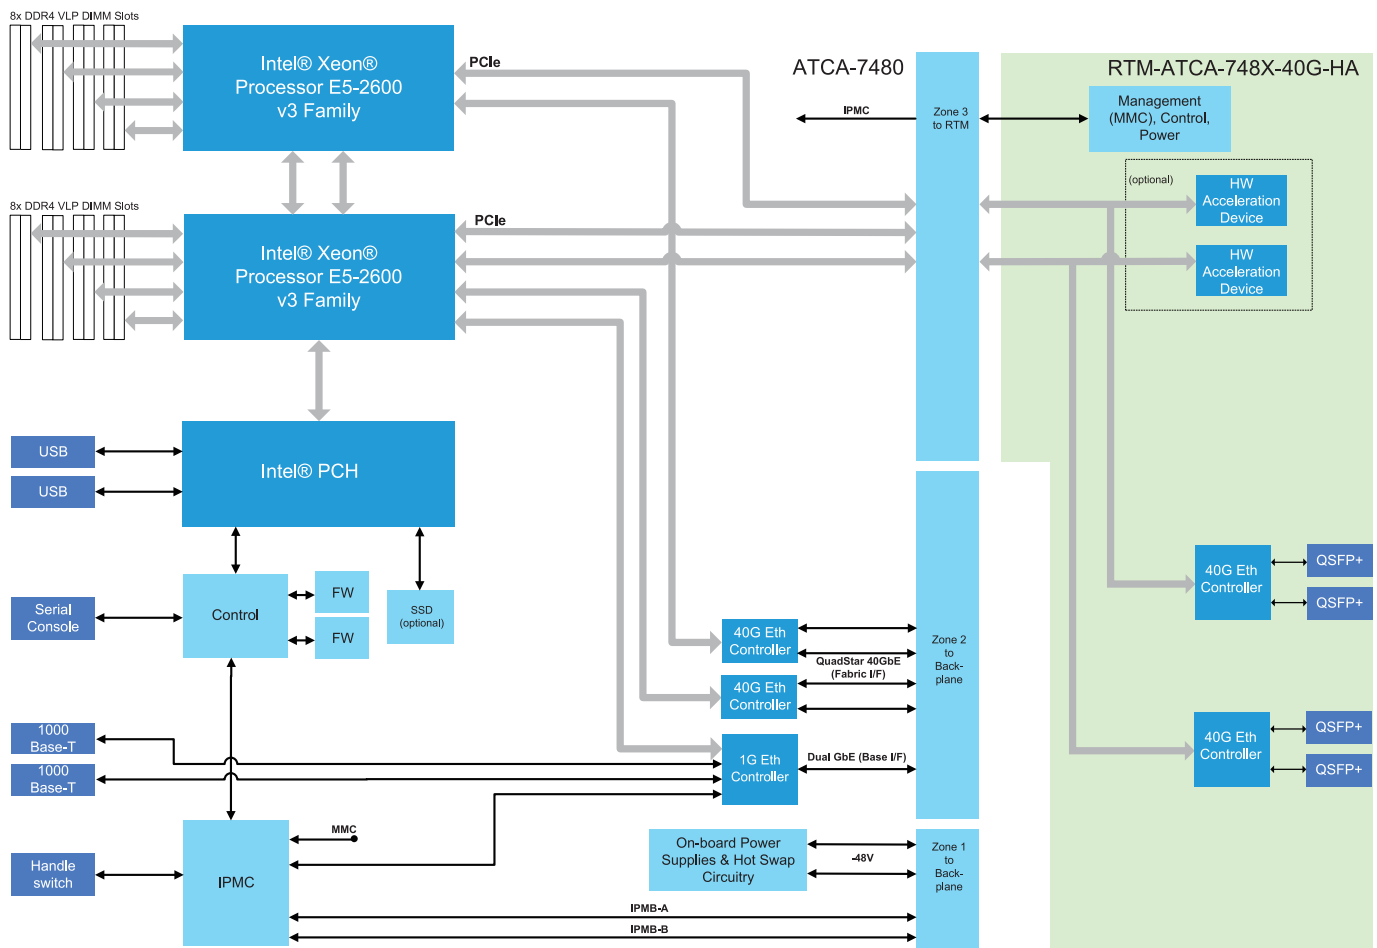 8x DDR4 VLP DIMM Slots
Intel® Xeon®
Processor E5-2600
v3 Family
PCIe
ATCA-7480
RTM-ATCA-748X-40G-HA
IPMC
Zone 3
to RTM
Management
(MMC), Control,
Power
(optional)
HW
Acceleration
Device
HW
Acceleration
Device
8x DDR4 VLP DIMM Slots
Intel® Xeon®
Processor E5-2600
v3 Family
PCIe
USB
USB
Intel® PCH
Serial
Console
Control
FW
FW
SSD
(optional)
40G Eth
Controller
QuadStar 40GbE
(Fabric I/F)
40G Eth
Controller
Zone 2
to
Back-
plane
40G Eth
Controller
QSFP+
QSFP+
1000
Base-T
1000
Base-T
1G Eth
Controller
Dual GbE (Base I/F)
40G Eth
Controller
QSFP+
QSFP+
Handle
switch
IPMC
MMC
On-board Power
Supplies & Hot Swap
Circuitry
-48V
Zone 1
to
Back-
plane
IPMB-A
IPMB-B